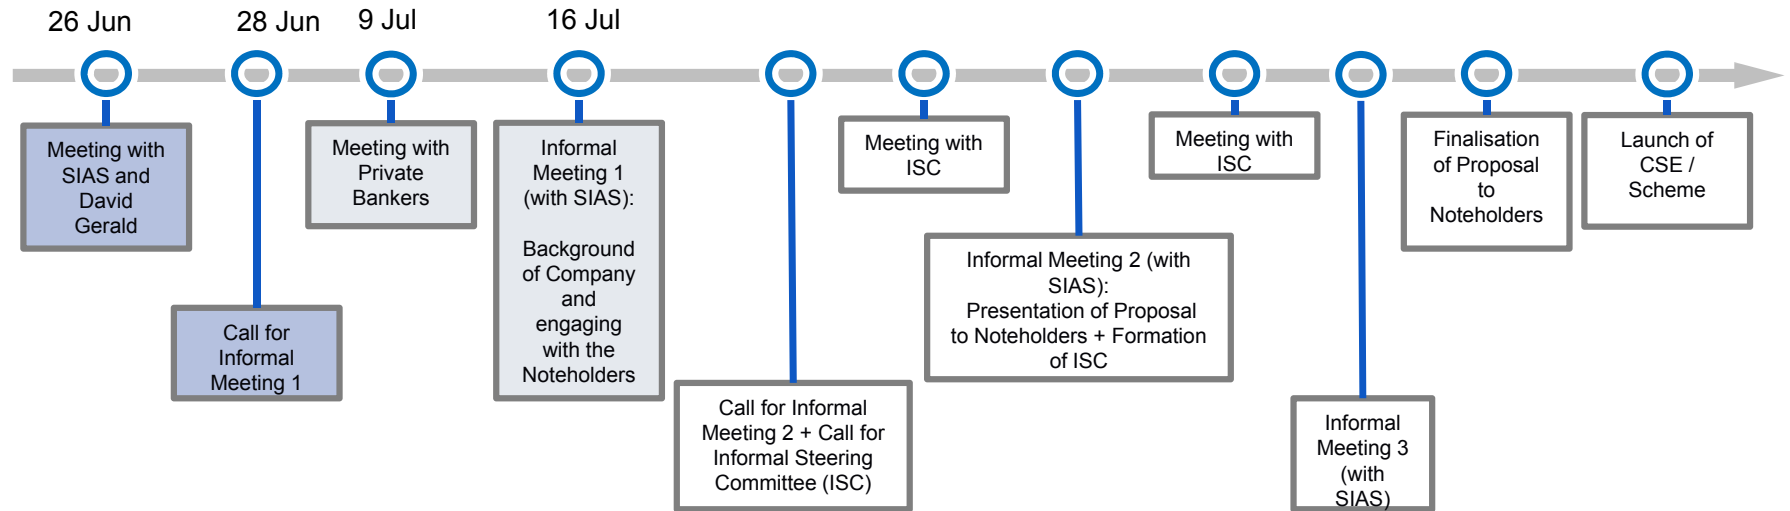 26 Jun
28 Jun
9 Jul
16 Jul
Meeting with
SIAS and
David
Gerald
Call for
Informal
Meeting 1
Meeting with
Private
Bankers
Informal
Meeting 1
(with SIAS):
Background
of Company
and
engaging
with the
Noteholders
Call for Informal
Meeting 2 + Call for
Informal Steering
Committee (ISC)
Meeting with
ISC
Informal Meeting 2 (with
SIAS):
Presentation of Proposal
to Noteholders + Formation
of ISC
Meeting with
ISC
Informal
Meeting 3
(with
SIAS)
Finalisation
of Proposal
to
Noteholders
Launch of
CSE /
Scheme